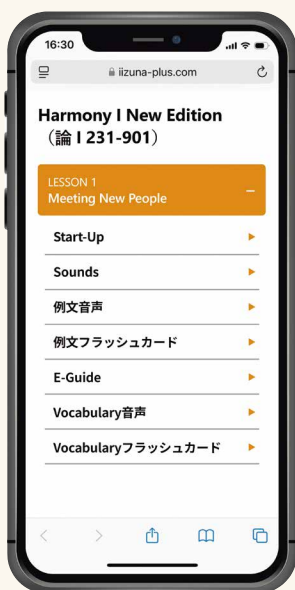 16:30
iizuna-plus.com
Harmony I New Edition
（論 I 231-901）
LESSON 1
Meeting New People
Start-Up
Sounds
例文音声
例文フラッシュカード
E-Guide
Vocabulary音声
Vocabularyフラッシュカード